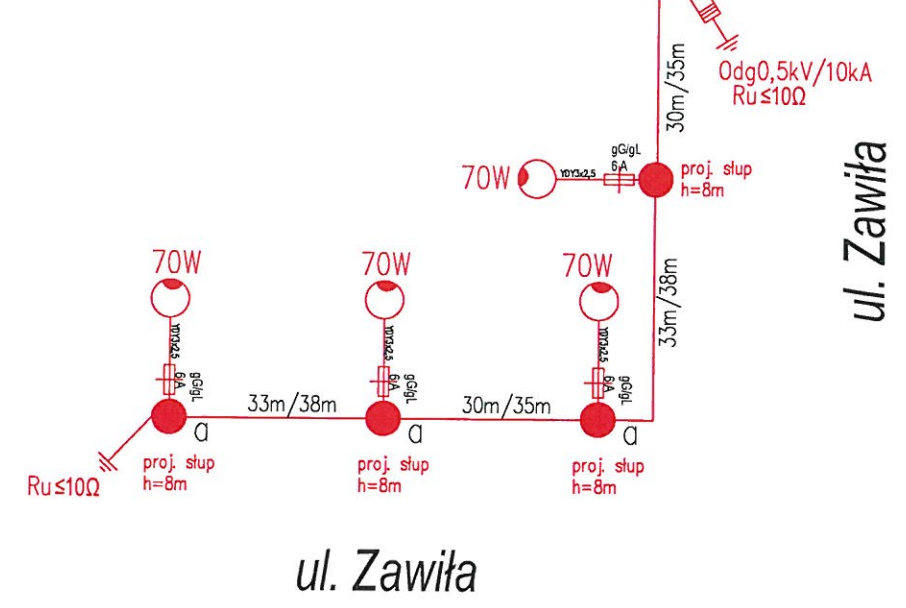 30m/35m
Odg0,5kV/10kA
Ru≤10Ω
ul. Zawiła
gG/gL
6A
70W
YDY3x2,5
proj. słup
h=8m
33m/38m
70W
70W
70W
YDY3x2,5
YDY3x2,5
YDY3x2,5
gG/gL
6A
gG/gL
6A
gG/gL
6A
33m/38m
30m/35m
a
a
a
proj. słup
h=8m
proj. słup
h=8m
proj. słup
h=8m
Ru≤10Ω
ul. Zawiła